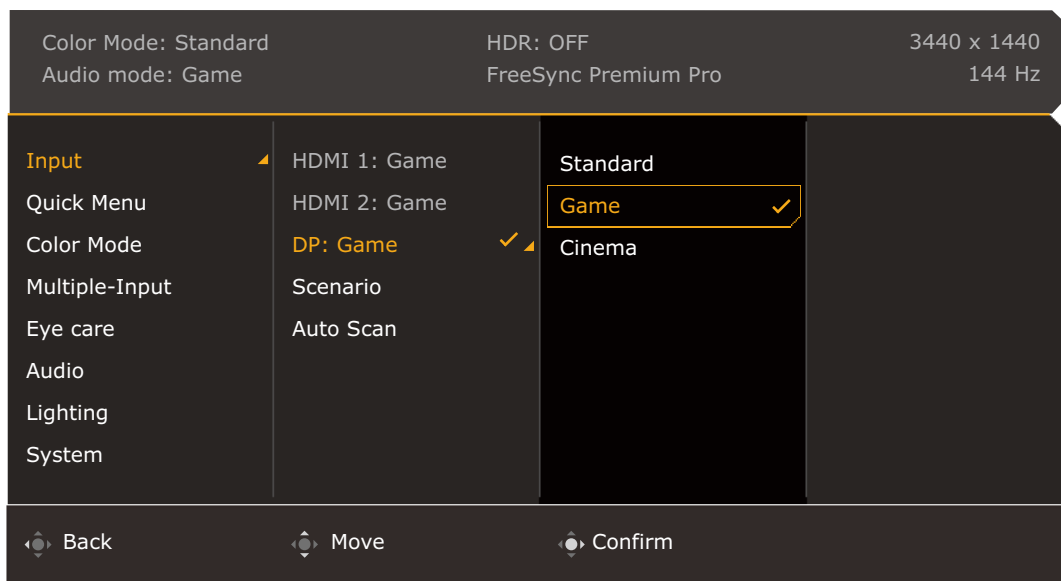 Color Mode: Standard
HDR: OFF
3440 x 1440
Audio mode: Game
FreeSync Premium Pro
144 Hz
Input
Quick Menu
Color Mode
Multiple-Input
Eye care
Audio
Lighting
System
HDMI 1: Game
HDMI 2: Game
DP: Game
Scenario
Auto Scan
Standard
Game
Cinema
Back
Move
Confirm